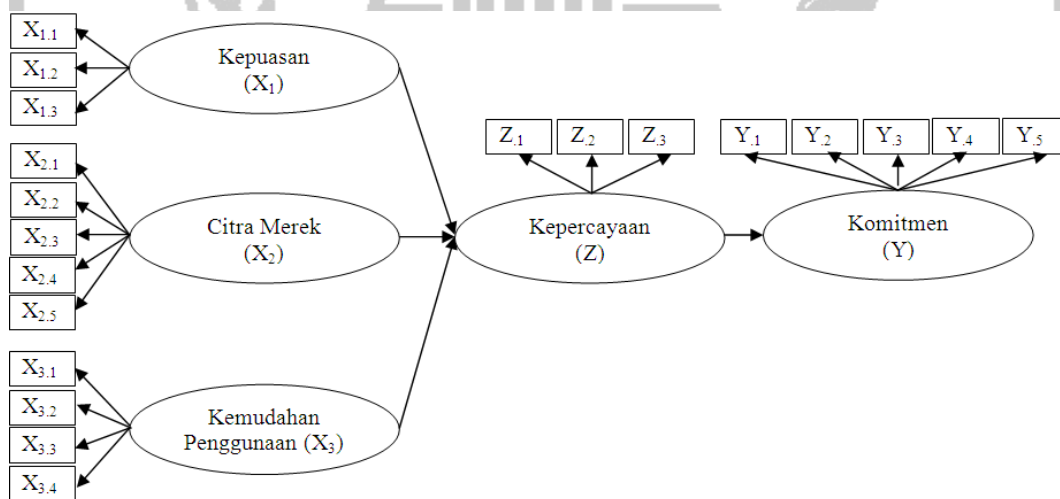 X1.1
X1.2
X1.3
Kepuasan
(X1)
X2.1
X2.2
X2.3
X2.4
X2.5
Citra Merek
(X2)
X3.1
X3.2
X3.3
X3.4
Kemudahan
Penggunaan (X3)
Z.1 Z.2 Z.3
Kepercayaan
(Z)
Y.1 Y.2 Y.3 Y.4 Y.5
Komitmen
(Y)